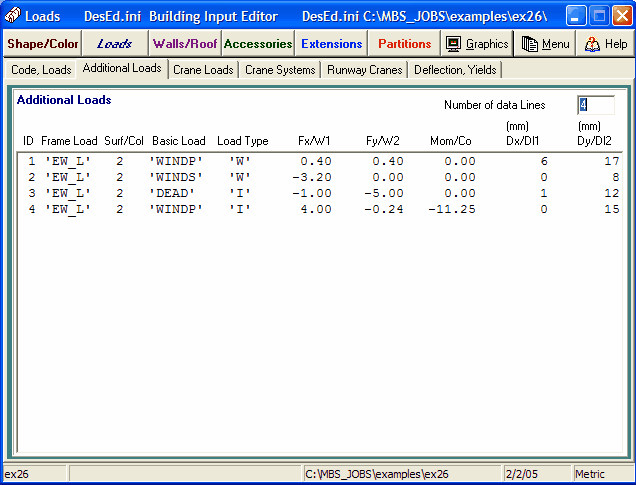 Loads DesEd.ini Building Input Editor DesEd.ini C:\MBS_JOBS\examples\ex26\
Shape/Color Loads Walls/Roof Accessories Extensions Partitions Graphics Menu Help
Code, Loads Additional Loads Crane Loads Crane Systems Runway Cranes Deflection, Yields
Additional Loads
Number of data Lines 4
(mm) (mm)
ID Frame Load Surf/Col Basic Load Load Type Fx/W1 Fy/W2 Mom/Co Dx/Dl1 Dy/Dl2
1 'EW_L' 2 'WINDP' 'W' 0.40 0.40 0.00 6 17
2 'EW_L' 2 'WINDS' 'W' -3.20 0.00 0.00 0 8
3 'EW_L' 2 'DEAD' 'I' -1.00 -5.00 0.00 1 12
4 'EW_L' 2 'WINDP' 'I' 4.00 -0.24 -11.25 0 15
ex26 C:\MBS_JOBS\examples\ex26 2/2/05 Metric